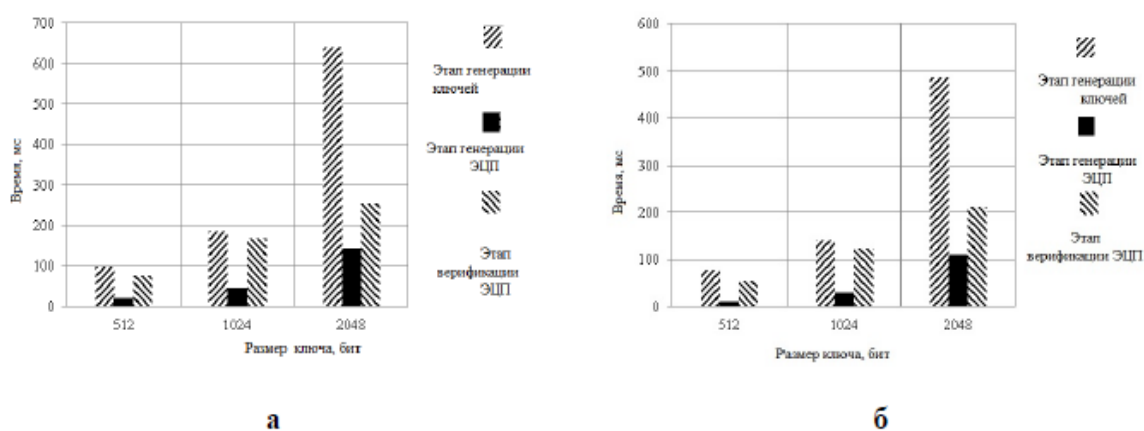 700
600
500
400
300
200
100
0
Время, мс
512
1024
2048
Размер ключа, бит
Этап генерации
ключей
Этап генерации
ЭЦП
Этап
верификации
ЭЦП
а
600
500
400
300
200
100
0
Время, мс
512
1024
2048
Размер ключа, бит
Этап генерации
ключей
Этап генерации
ЭЦП
Этап
верификации ЭЦП
б